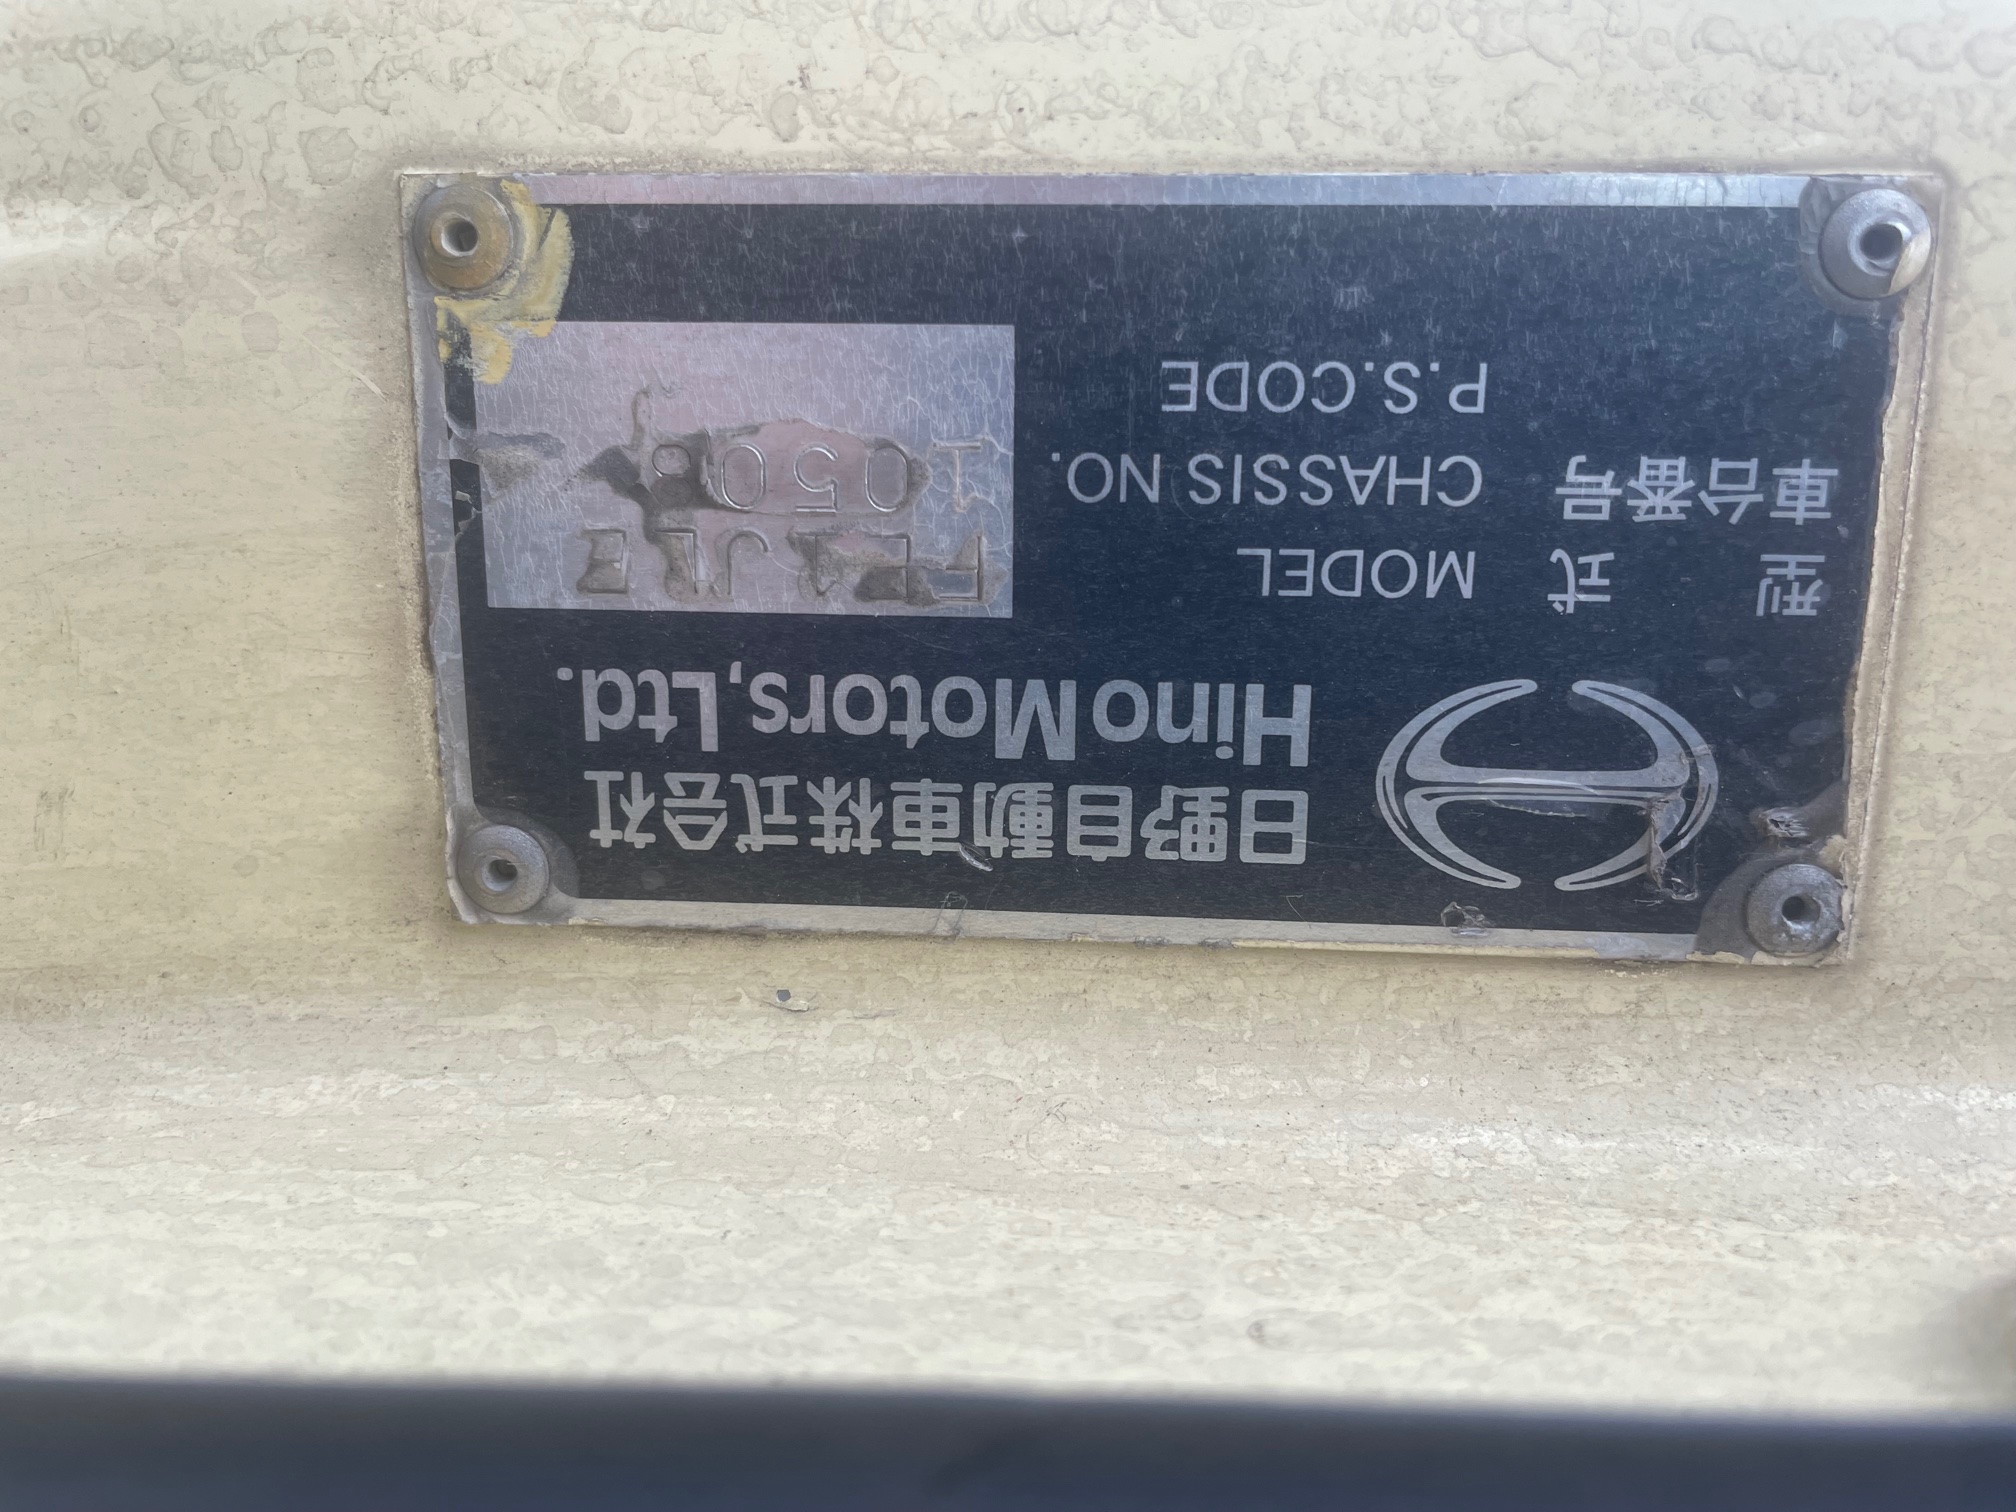 日野自動車株式会社
Hino Motors,Ltd.
型 式 MODEL FE1JLE
車台番号 CHASSIS NO. 10508
P.S.CODE